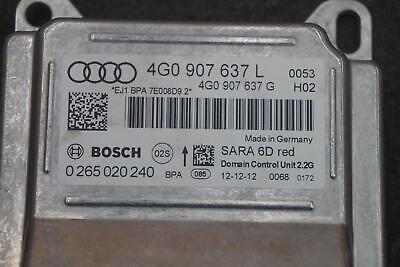 4G0 907 637 L 0053
*EJ1 BPA 7E008D9 2* 4G0 907 637 G H02
Made in Germany
BOSCH 02S SARA 6D red
Domain Control Unit 2.2G
0 265 020 240 BPA 085 12-12-12 0068 0172